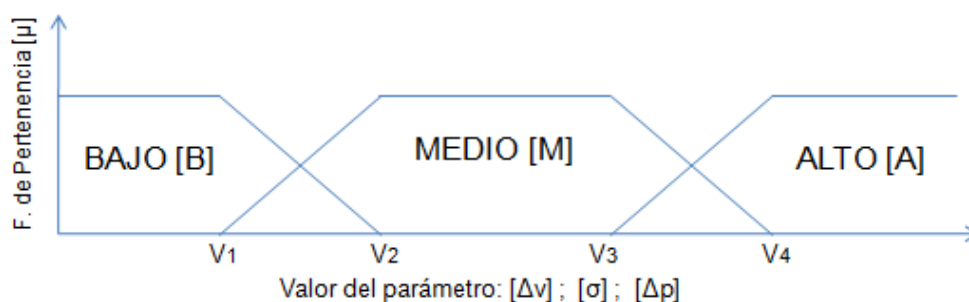 F. de Pertenencia [μ]
BAJO [B]
MEDIO [M]
ALTO [A]
V1
V2
V3
V4
Valor del parámetro: [Δv] ; [σ] ; [Δp]